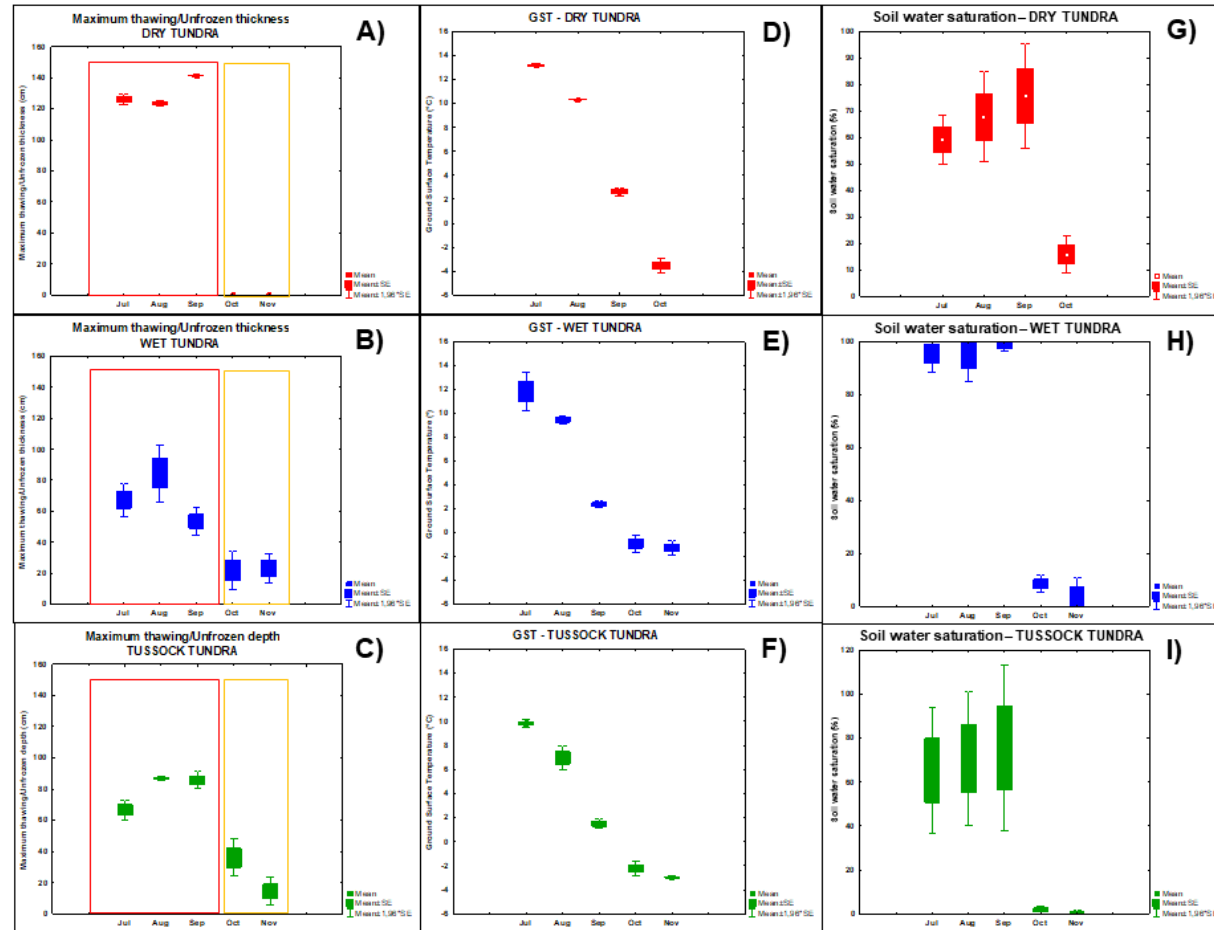 Maximum thawing/Unfrozen thickness
DRY TUNDRA
A)
Maximum thawing/Unfrozen thickness (cm)
160
140
120
100
80
60
40
20
0
Jul Aug Sep Oct Nov
Mean
Mean±SE
Mean±1,96*SE
GST - DRY TUNDRA
D)
Ground Surface Temperature (°C)
16
14
12
10
8
6
4
2
0
-2
-4
-6
Jul Aug Sep Oct
Mean
Mean±SE
Mean±1,96*SE
Soil water saturation – DRY TUNDRA
G)
Soil water saturation (%)
100
90
80
70
60
50
40
30
20
10
0
Jul Aug Sep Oct
Mean
Mean±SE
Mean±1,96*SE
Maximum thawing/Unfrozen thickness
WET TUNDRA
B)
Maximum thawing/Unfrozen thickness (cm)
160
140
120
100
80
60
40
20
0
Jul Aug Sep Oct Nov
Mean
Mean±SE
Mean±1,96*SE
GST - WET TUNDRA
E)
Ground Surface Temperature (°)
16
14
12
10
8
6
4
2
0
-2
-4
-6
Jul Aug Sep Oct Nov
Mean
Mean±SE
Mean±1,96*SE
Soil water saturation – WET TUNDRA
H)
Soil water saturation (%)
100
80
60
40
20
0
Jul Aug Sep Oct Nov
Mean
Mean±SE
Mean±1,96*SE
Maximum thawing/Unfrozen depth
TUSSOCK TUNDRA
C)
Maximum thawing/Unfrozen depth (cm)
160
140
120
100
80
60
40
20
0
Jul Aug Sep Oct Nov
Mean
Mean±SE
Mean±1,96*SE
GST - TUSSOCK TUNDRA
F)
Ground Surface Temperature (°C)
16
14
12
10
8
6
4
2
0
-2
-4
-6
Jul Aug Sep Oct Nov
Mean
Mean±SE
Mean±1,96*SE
Soil water saturation – TUSSOCK TUNDRA
I)
Soil water saturation (%)
120
100
80
60
40
20
0
Jul Aug Sep Oct Nov
Mean
Mean±SE
Mean±1,96*SE